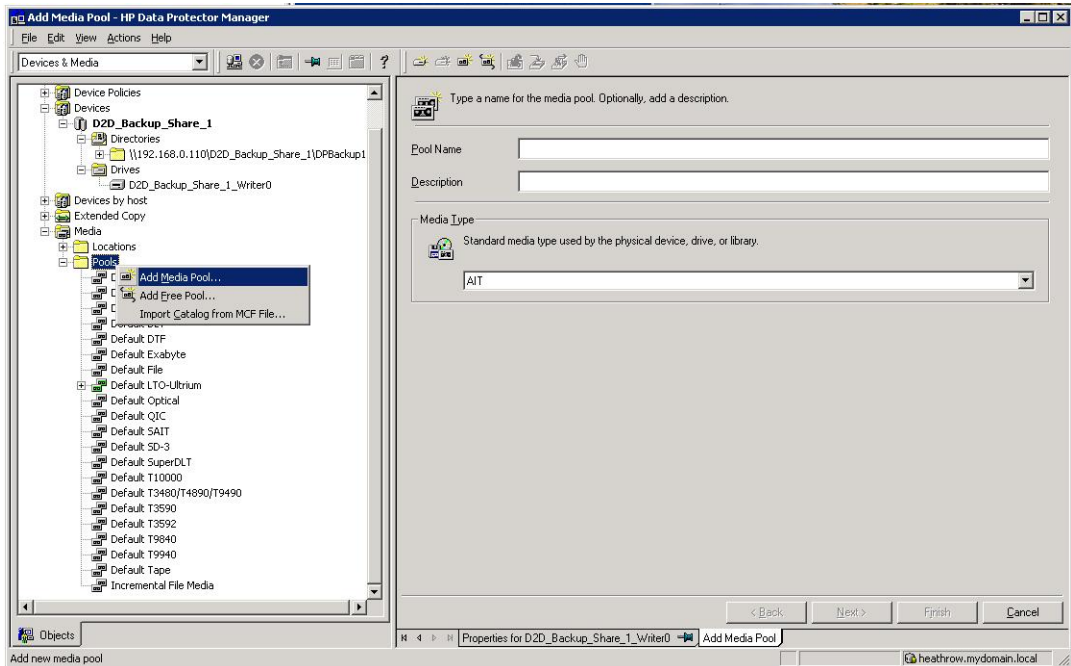 Add Media Pool - HP Data Protector Manager
File Edit View Actions Help
Devices & Media
Device Policies
Devices
D2D_Backup_Share_1
Directories
\\192.168.0.110\D2D_Backup_Share_1\DPBackup1
Drives
D2D_Backup_Share_1_Writer0
Devices by host
Extended Copy
Media
Locations
Pools
Add Media Pool...
Add Free Pool...
Import Catalog from MCF File...
Default DTF
Default Exabyte
Default File
Default LTO-Ultrium
Default Optical
Default QIC
Default SAIT
Default SD-3
Default SuperDLT
Default T10000
Default T3480/T4890/T9490
Default T3590
Default T3592
Default T9840
Default T9940
Default Tape
Incremental File Media
Objects
Type a name for the media pool. Optionally, add a description.
Pool Name
Description
Media Type
Standard media type used by the physical device, drive, or library.
AIT
< Back Next > Finish Cancel
Properties for D2D_Backup_Share_1_Writer0 Add Media Pool
Add new media pool
heathrow.mydomain.local